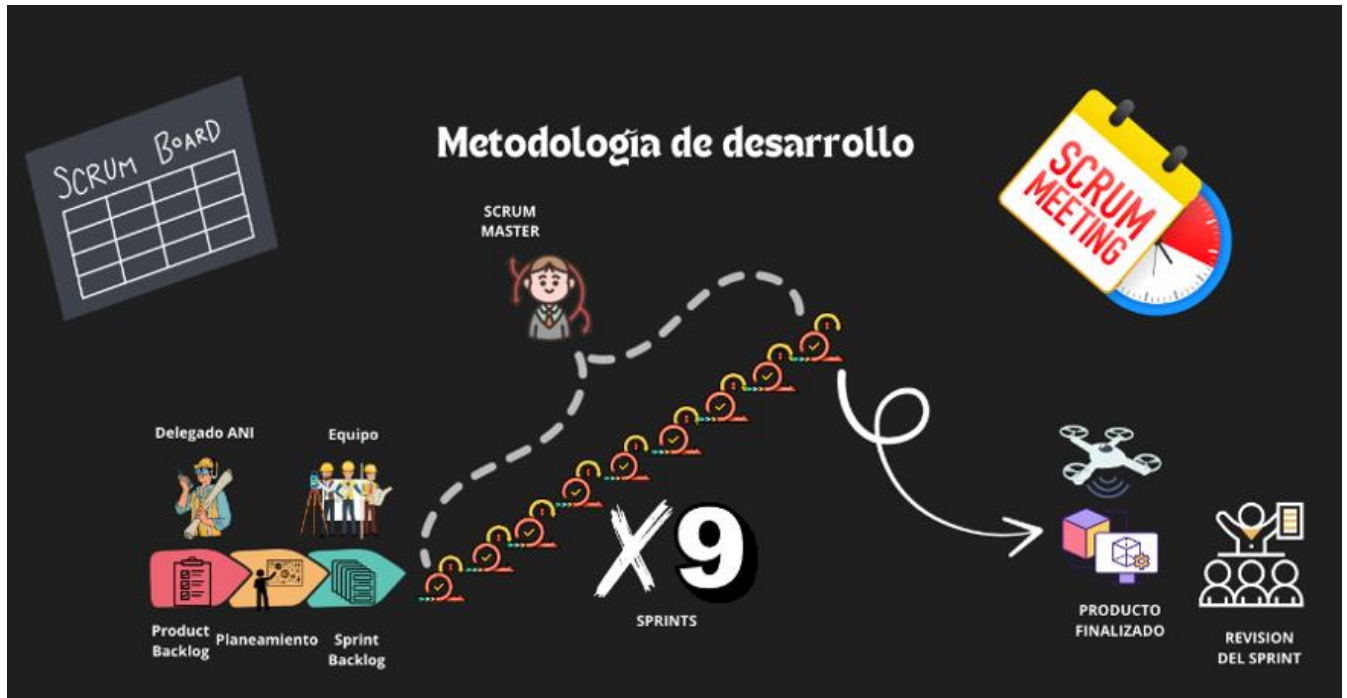 SCRUM BOARD
Metodología de desarrollo
SCRUM
MEETING
SCRUM
MASTER
Delegado ANI
Equipo
X9
SPRINTS
Product
Backlog
Planeamiento
Sprint
Backlog
PRODUCTO
FINALIZADO
REVISION
DEL SPRINT